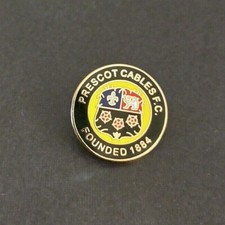 PRESCOT CABLES F.C.
FOUNDED 1884